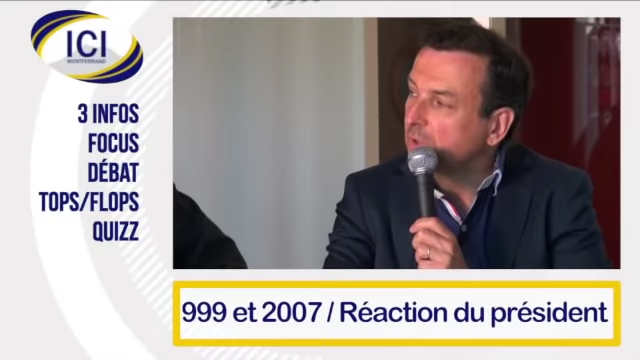 ICI
MONTFERRAND
3 INFOS
FOCUS
DÉBAT
TOPS/FLOPS
QUIZZ
999 et 2007 / Réaction du président